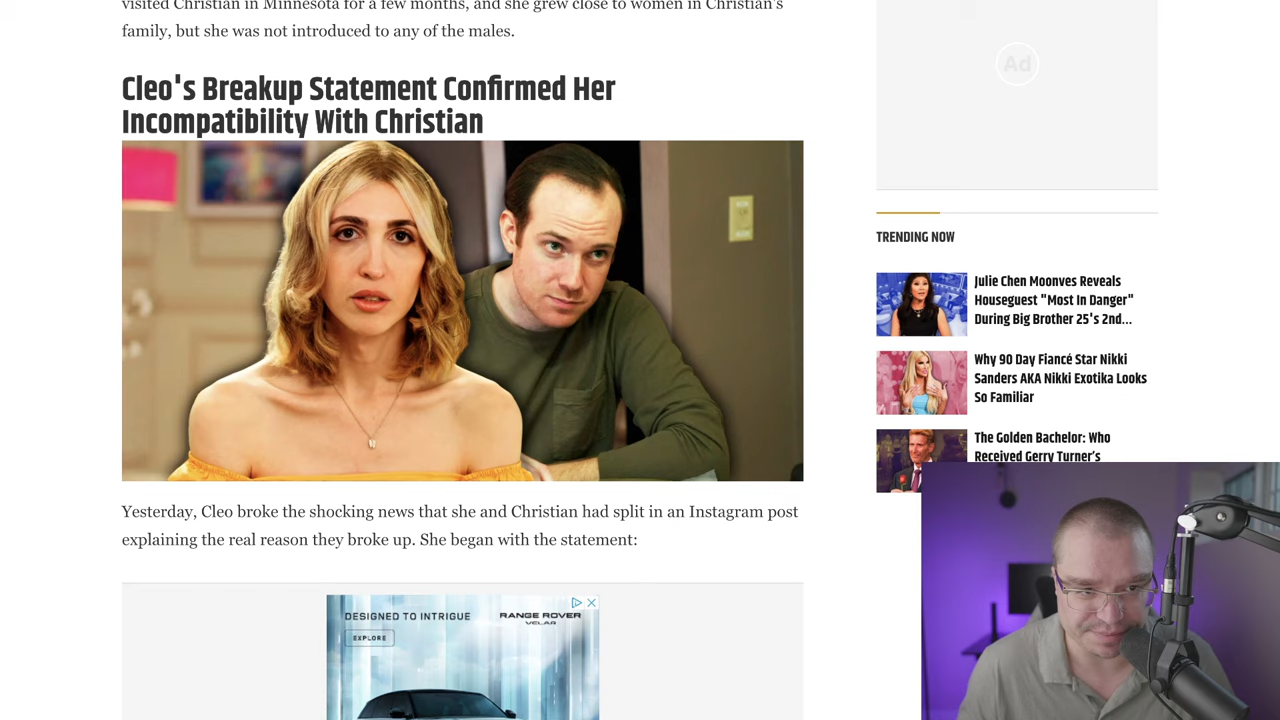 visited Christian in Minnesota for a few months, and she grew close to women in Christian's
family, but she was not introduced to any of the males.
Cleo's Breakup Statement Confirmed Her
Incompatibility With Christian
Yesterday, Cleo broke the shocking news that she and Christian had split in an Instagram post
explaining the real reason they broke up. She began with the statement:
DESIGNED TO INTRIGUE
RANGE ROVER
VELAR
EXPLORE
Ad
TRENDING NOW
Julie Chen Moonves Reveals
Houseguest "Most In Danger"
During Big Brother 25's 2nd...
Why 90 Day Fiancé Star Nikki
Sanders AKA Nikki Exotika Looks
So Familiar
The Golden Bachelor: Who
Received Gerry Turner's